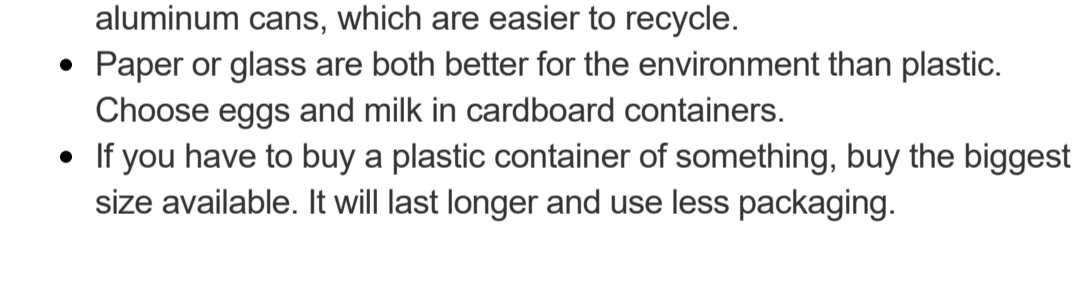 aluminum cans, which are easier to recycle.
• Paper or glass are both better for the environment than plastic.
Choose eggs and milk in cardboard containers.
• If you have to buy a plastic container of something, buy the biggest
size available. It will last longer and use less packaging.